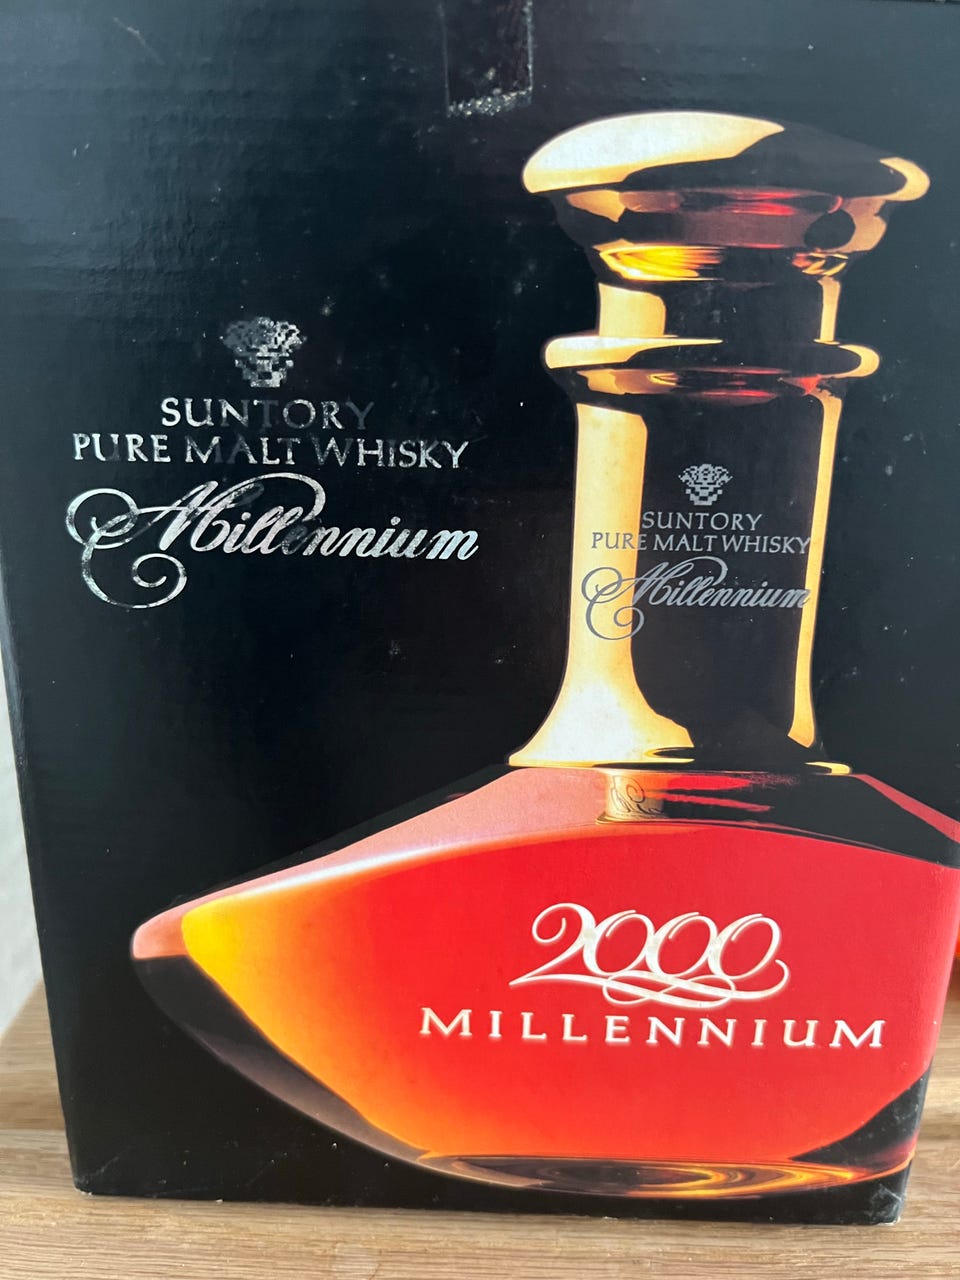 SUNTORY
PURE MALT WHISKY
Millennium
SUNTORY
PURE MALT WHISKY
Millennium
2000
MILLENNIUM